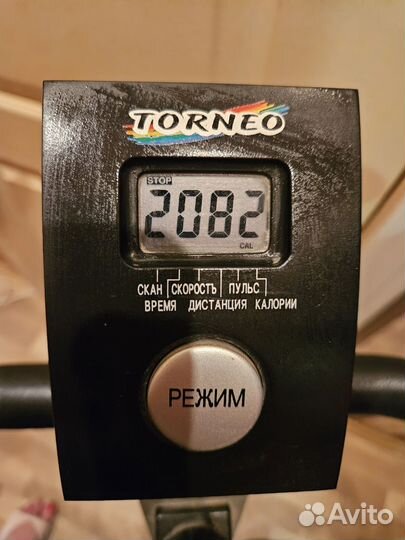 TORNEO
STOP
2082
CAL
СКАН СКОРОСТЬ ПУЛЬС
ВРЕМЯ ДИСТАНЦИЯ КАЛОРИИ
РЕЖИМ
Avito